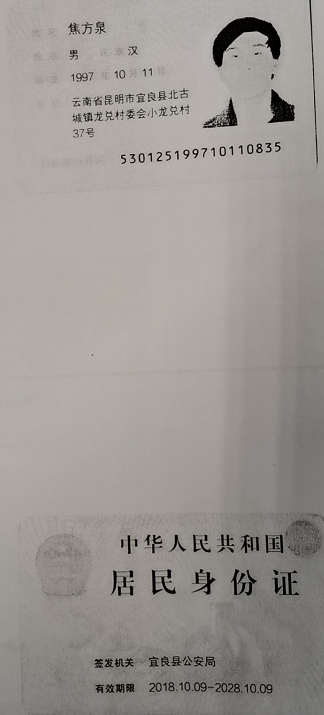 焦方泉
男 汉
1997 10 11日
云南省昆明市宜良县北古
城镇龙兑村委会小龙兑村
37号
530125199710110835
中华人民共和国
居民身份证
签发机关 宜良县公安局
有效期限 2018.10.09-2028.10.09